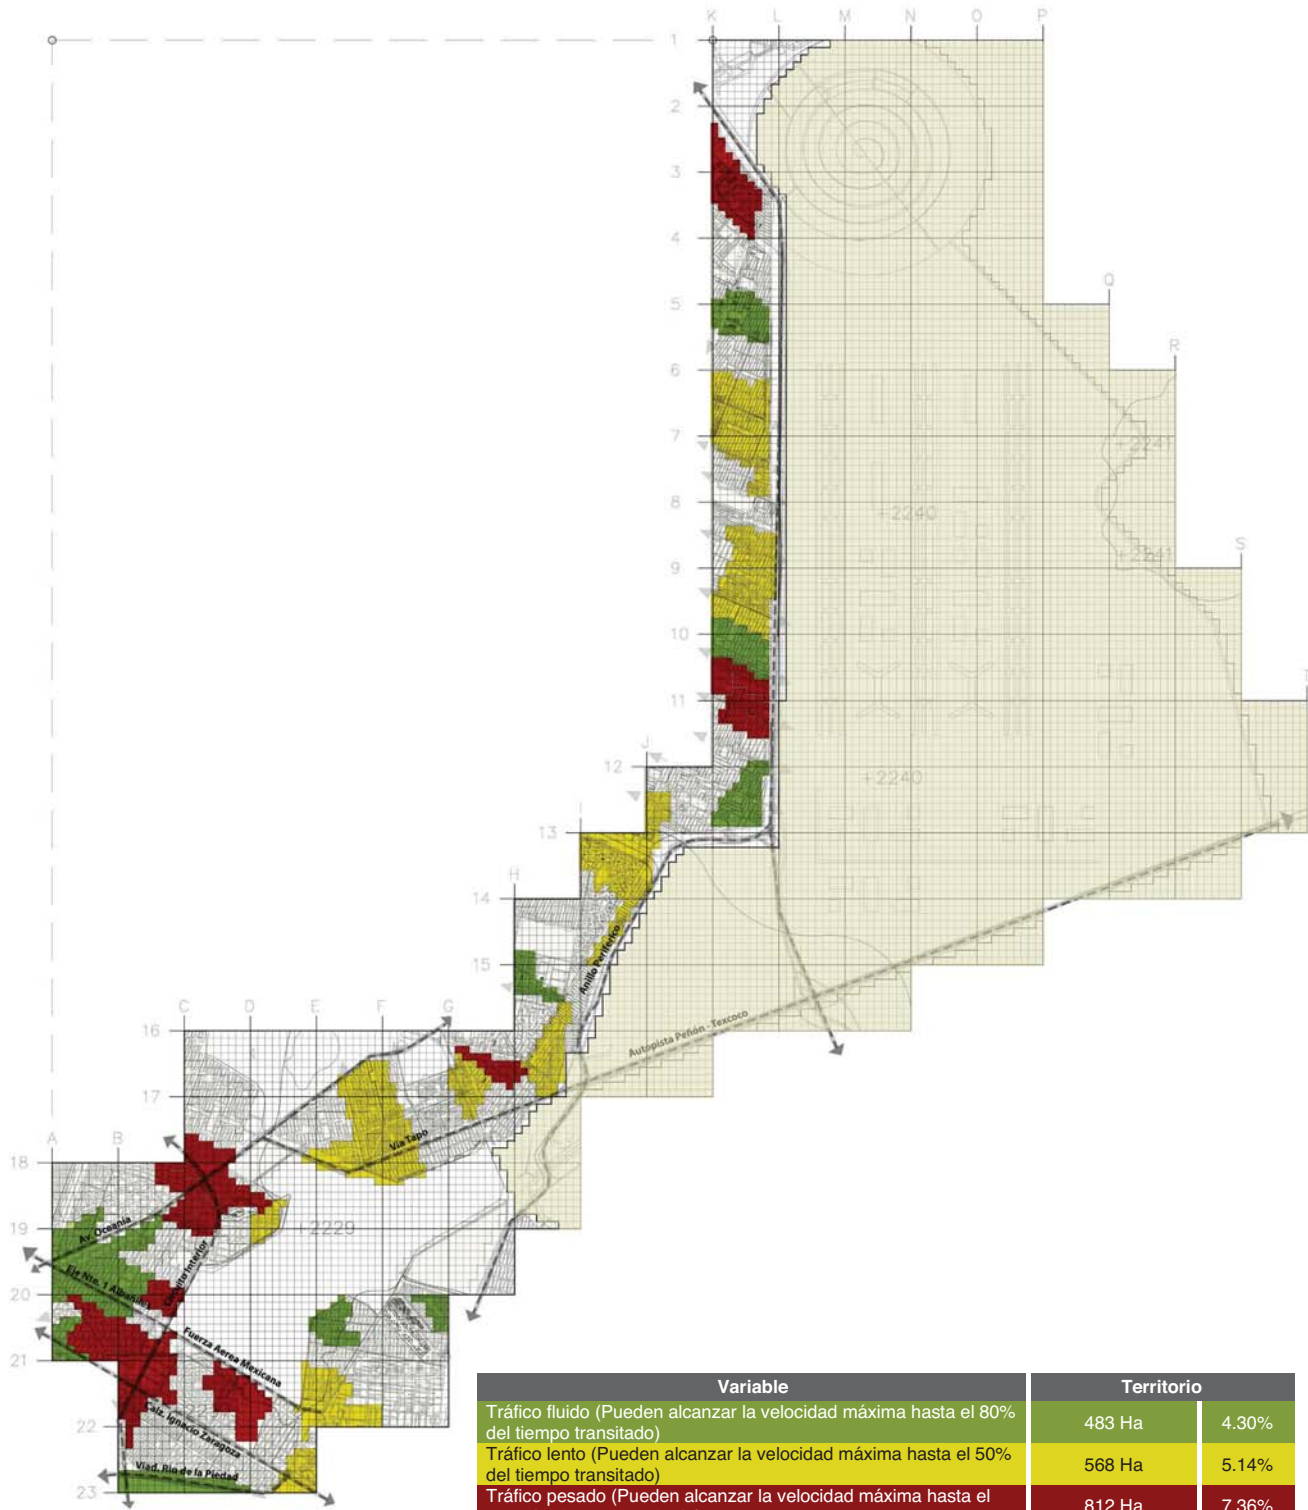 K L M N O P
1
2
3
4
5
Q
6
R
7
+2241
8
+2240
+2241
S
9
10
11
T
12
J
+2240
13
I
14
H
15
Anillo Periferico
C D E F G
16
Autopista Peñón - Texcoco
17
A B
Via Tapo
18
19
+2229
Av. Oceanía
Circuito Interior
Eje Nte. 1 Albañiles
20
Fuerza Aerea Mexicana
21
Calz. Ignacio Zaragoza
22
Viad. Rio de la Piedad
23
Variable Territorio
Tráfico fluido (Pueden alcanzar la velocidad máxima hasta el 80% 483 Ha 4.30%
del tiempo transitado)
Tráfico lento (Pueden alcanzar la velocidad máxima hasta el 50% 568 Ha 5.14%
del tiempo transitado)
Tráfico pesado (Pueden alcanzar la velocidad máxima hasta el 812 Ha 7.36%